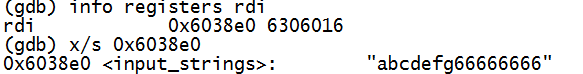 (gdb) info registers rdi
rdi            0x6038e0 6306016
(gdb) x/s 0x6038e0
0x6038e0 <input_strings>:        "abcdefg66666666"